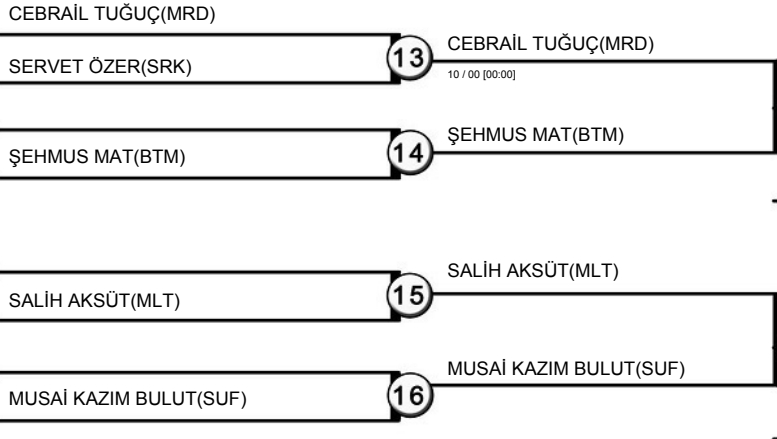 CEBRAİL TUĞUÇ(MRD)
SERVET ÖZER(SRK)
13
CEBRAİL TUĞUÇ(MRD)
10 / 00 [00:00]
ŞEHMUS MAT(BTM)
14
ŞEHMUS MAT(BTM)
SALİH AKSÜT(MLT)
15
SALİH AKSÜT(MLT)
MUSAİ KAZIM BULUT(SUF)
16
MUSAİ KAZIM BULUT(SUF)